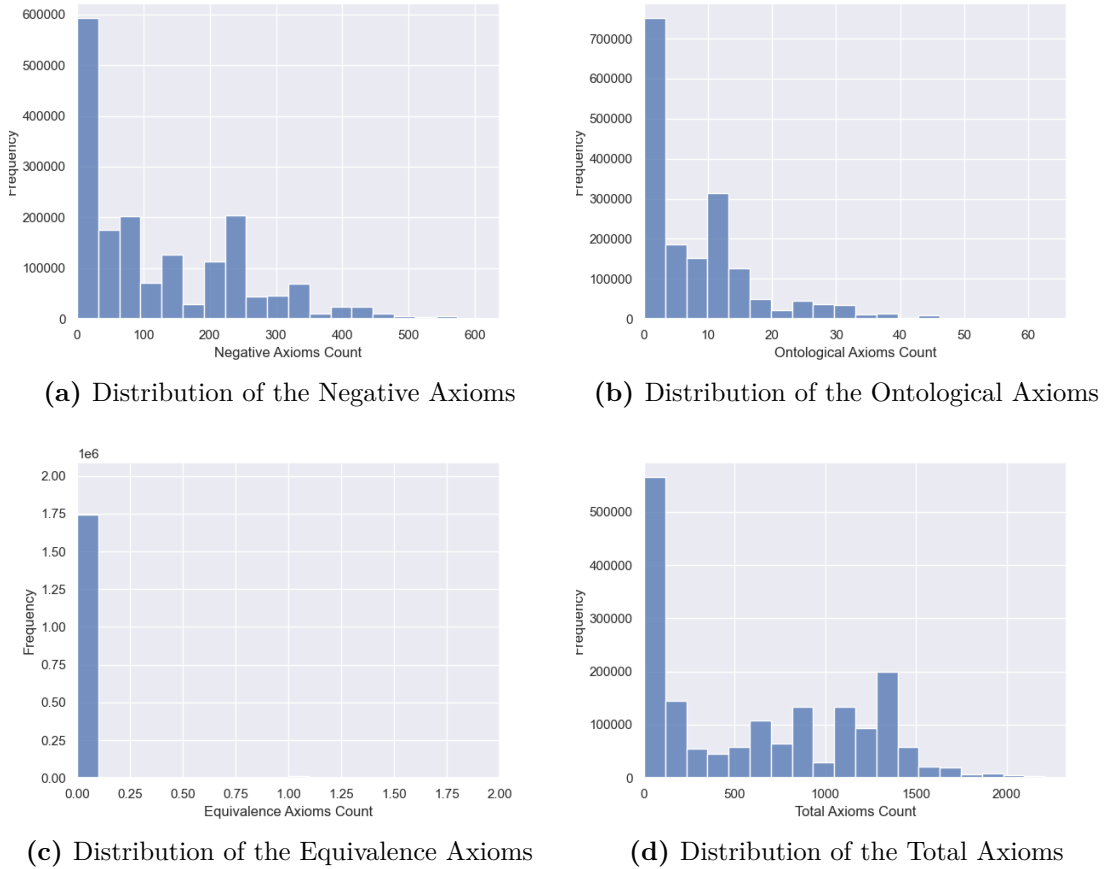 600000
500000
400000
300000
200000
100000
0
Frequency
0 100 200 300 400 500 600
Negative Axioms Count
(a) Distribution of the Negative Axioms
700000
600000
500000
400000
300000
200000
100000
0
Frequency
0 10 20 30 40 50 60
Ontological Axioms Count
(b) Distribution of the Ontological Axioms
1e6
2.00
1.75
1.50
1.25
1.00
0.75
0.50
0.25
0.00
Frequency
0.00 0.25 0.50 0.75 1.00 1.25 1.50 1.75 2.00
Equivalence Axioms Count
(c) Distribution of the Equivalence Axioms
500000
400000
300000
200000
100000
0
Frequency
0 500 1000 1500 2000
Total Axioms Count
(d) Distribution of the Total Axioms